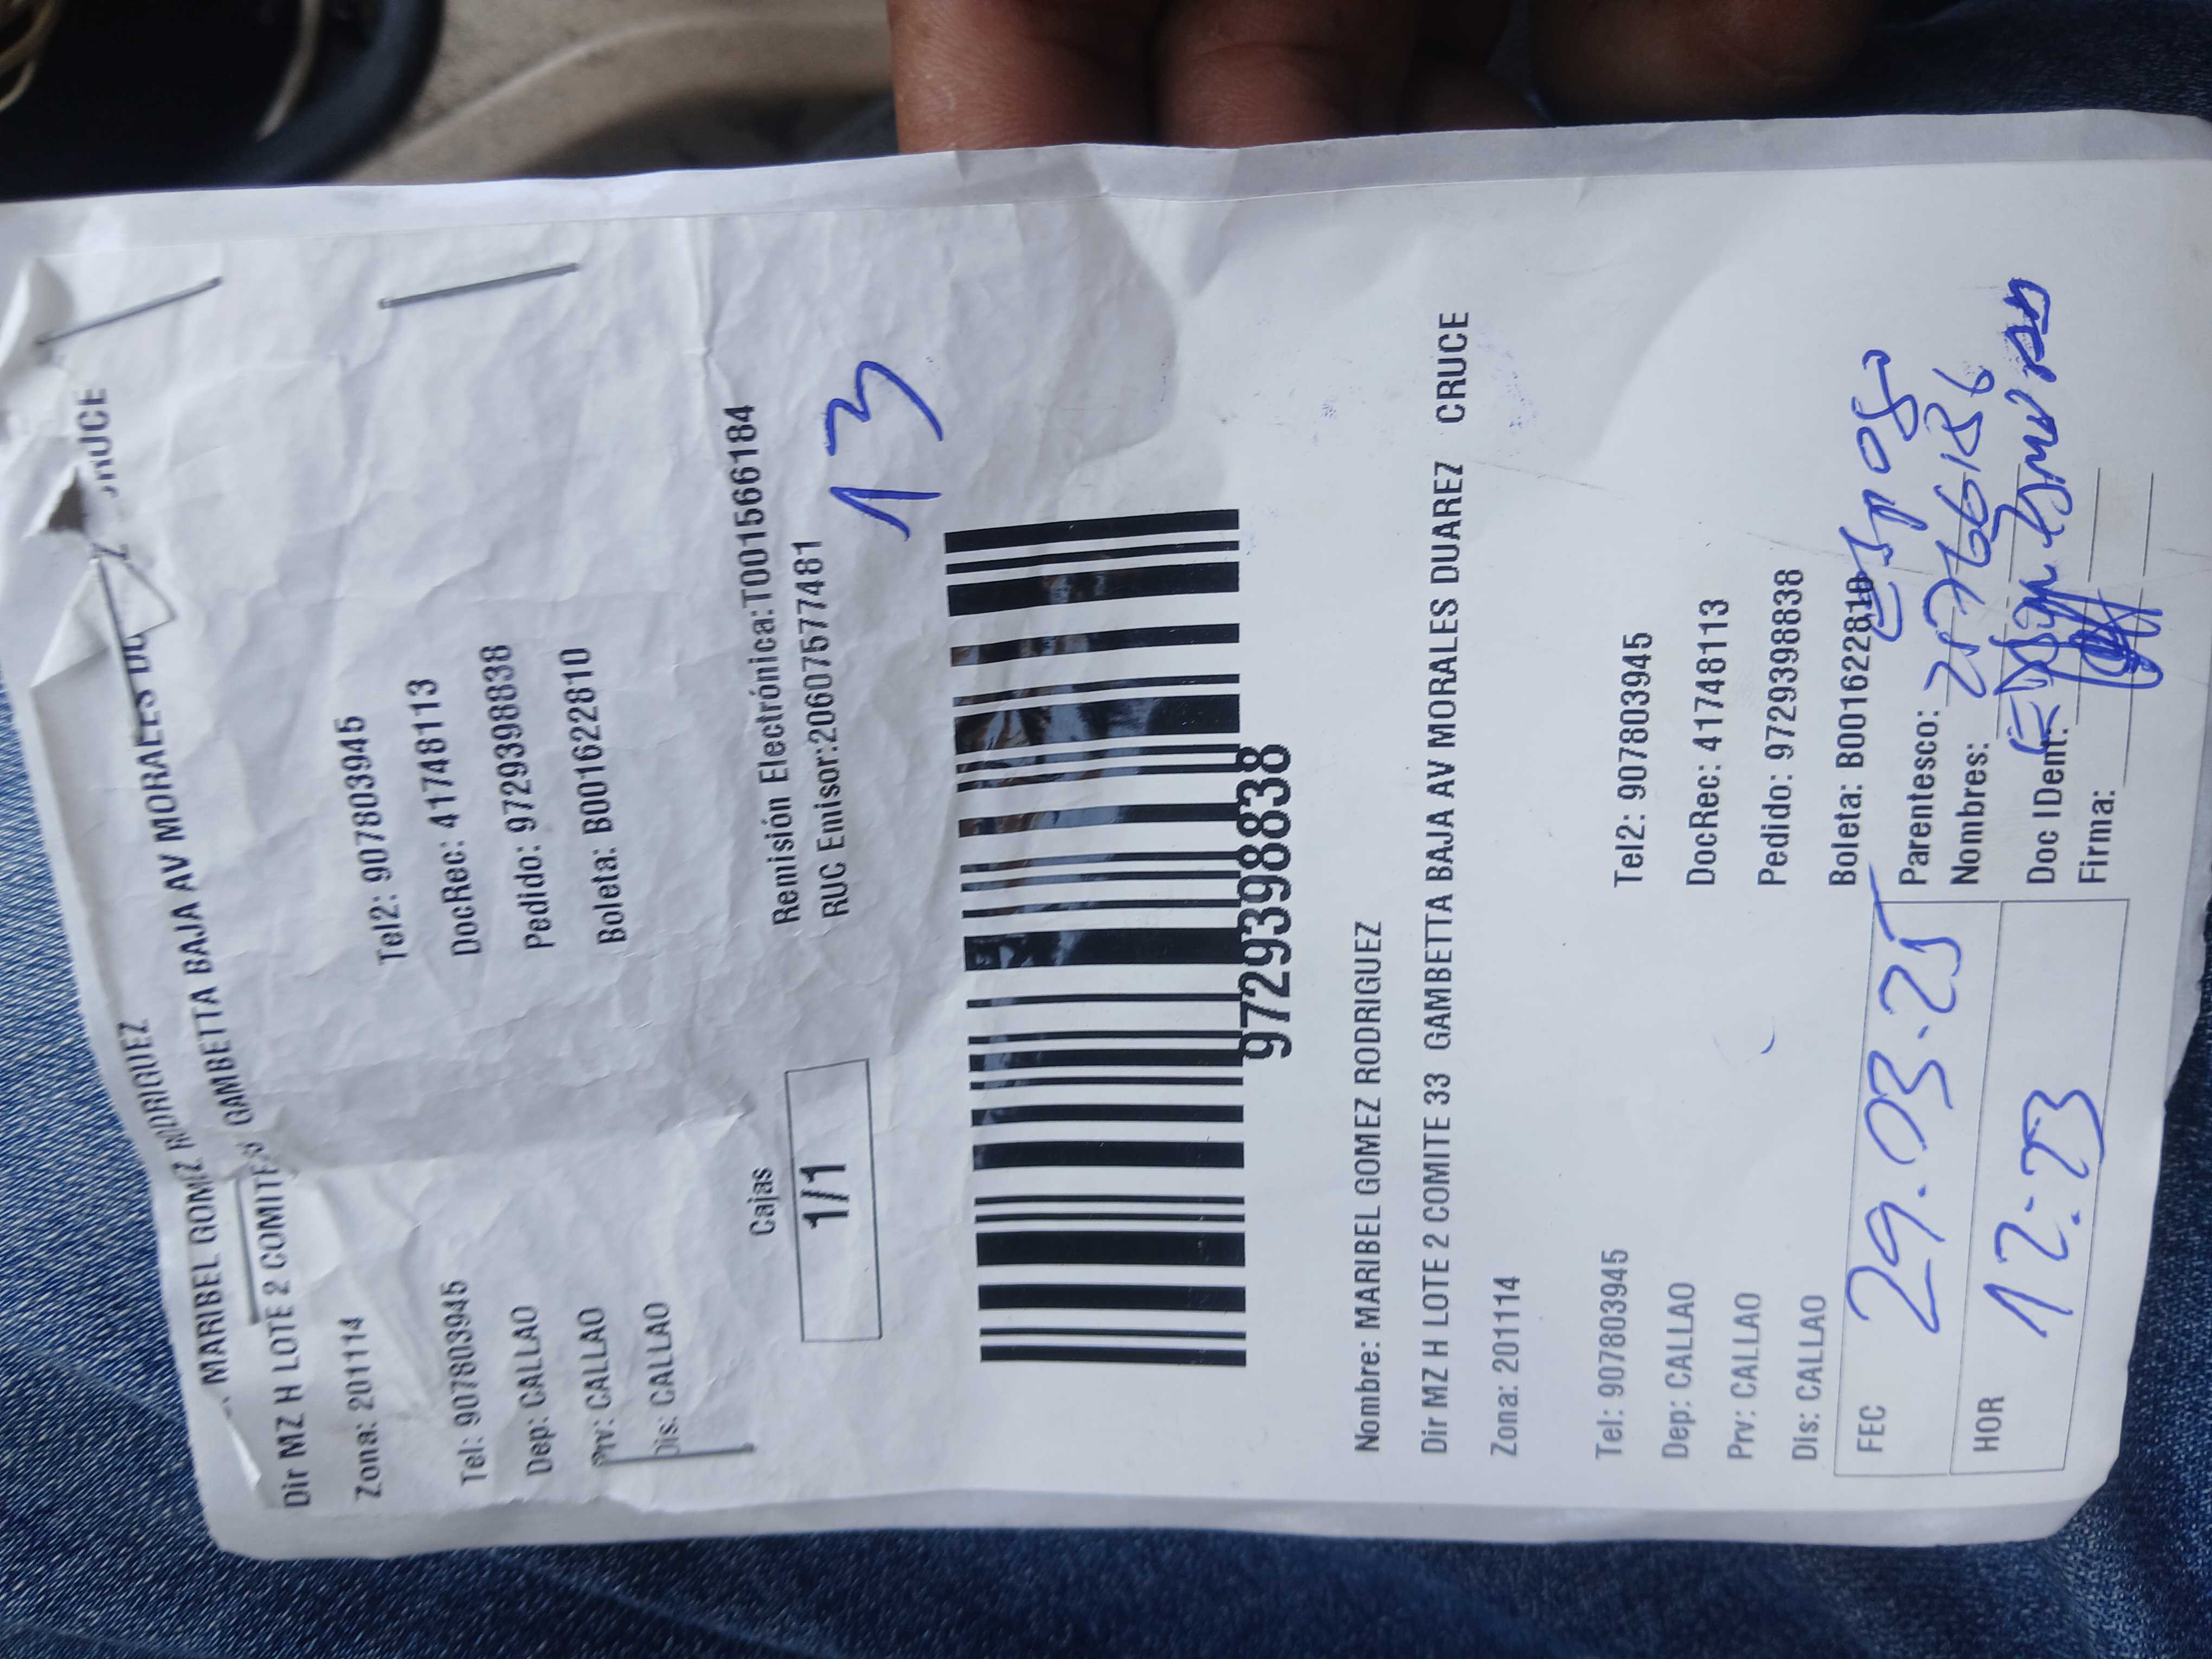 MARIBEL GOMEZ RODRIGUEZ
Dir MZ H LOTE 2 COMITE GAMBETTA BAJA AV MORALES
Zona: 201114
Tel: 907803945 Tel2: 907803945
Dep: CALLAO DocRec: 41748113
Prv: CALLAO Pedido: 9729398838
Dis: CALLAO Boleta: B001622810
Cajas Remisión Electrónica:T001566184
1/1 RUC Emisor:20607577481
13
9729398838
Nombre: MARIBEL GOMEZ RODRIGUEZ
Dir MZ H LOTE 2 COMITE 33 GAMBETTA BAJA AV MORALES DUAREZ CRUCE
Zona: 201114
Tel: 907803945 Tel2: 907803945
Dep: CALLAO DocRec: 41748113
Prv: CALLAO Pedido: 9729398838
Dis: CALLAO Boleta: B001622810
FEC 29.03.25 Parentesco: Esposo
Nombres:
HOR 12:23 Doc IDent:
Firma: